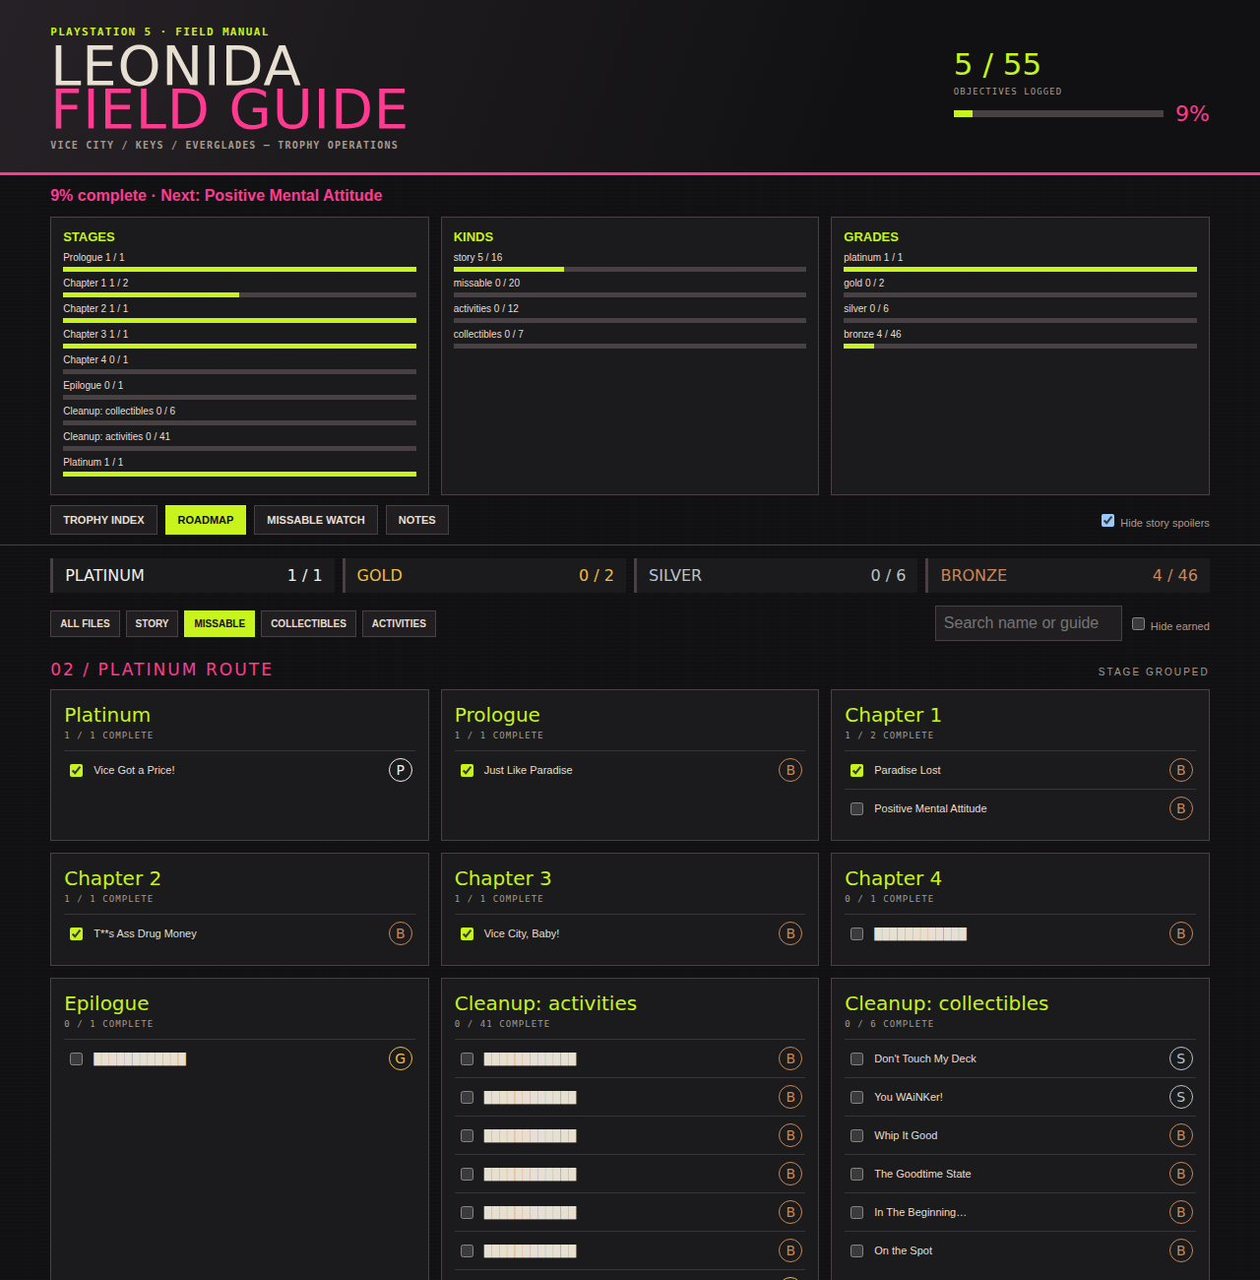 PLAYSTATION 5 · FIELD MANUAL
LEONIDA
FIELD GUIDE
VICE CITY / KEYS / EVERGLADES — TROPHY OPERATIONS
5 / 55
OBJECTIVES LOGGED
9%
9% complete · Next: Positive Mental Attitude
STAGES
Prologue 1 / 1
Chapter 1 1 / 2
Chapter 2 1 / 1
Chapter 3 1 / 1
Chapter 4 0 / 1
Epilogue 0 / 1
Cleanup: collectibles 0 / 6
Cleanup: activities 0 / 41
Platinum 1 / 1
KINDS
story 5 / 16
missable 0 / 20
activities 0 / 12
collectibles 0 / 7
GRADES
platinum 1 / 1
gold 0 / 2
silver 0 / 6
bronze 4 / 46
TROPHY INDEX
ROADMAP
MISSABLE WATCH
NOTES
Hide story spoilers
PLATINUM 1 / 1
GOLD 0 / 2
SILVER 0 / 6
BRONZE 4 / 46
ALL FILES
STORY
MISSABLE
COLLECTIBLES
ACTIVITIES
Search name or guide
Hide earned
02 / PLATINUM ROUTE
STAGE GROUPED
Platinum
1 / 1 COMPLETE
Vice Got a Price! P
Prologue
1 / 1 COMPLETE
Just Like Paradise B
Chapter 1
1 / 2 COMPLETE
Paradise Lost B
Positive Mental Attitude B
Chapter 2
1 / 1 COMPLETE
T**s Ass Drug Money B
Chapter 3
1 / 1 COMPLETE
Vice City, Baby! B
Chapter 4
0 / 1 COMPLETE
B
Epilogue
0 / 1 COMPLETE
G
Cleanup: activities
0 / 41 COMPLETE
B
B
B
B
B
B
Cleanup: collectibles
0 / 6 COMPLETE
Don't Touch My Deck S
You WAiNKer! S
Whip It Good B
The Goodtime State B
In The Beginning… B
On the Spot B